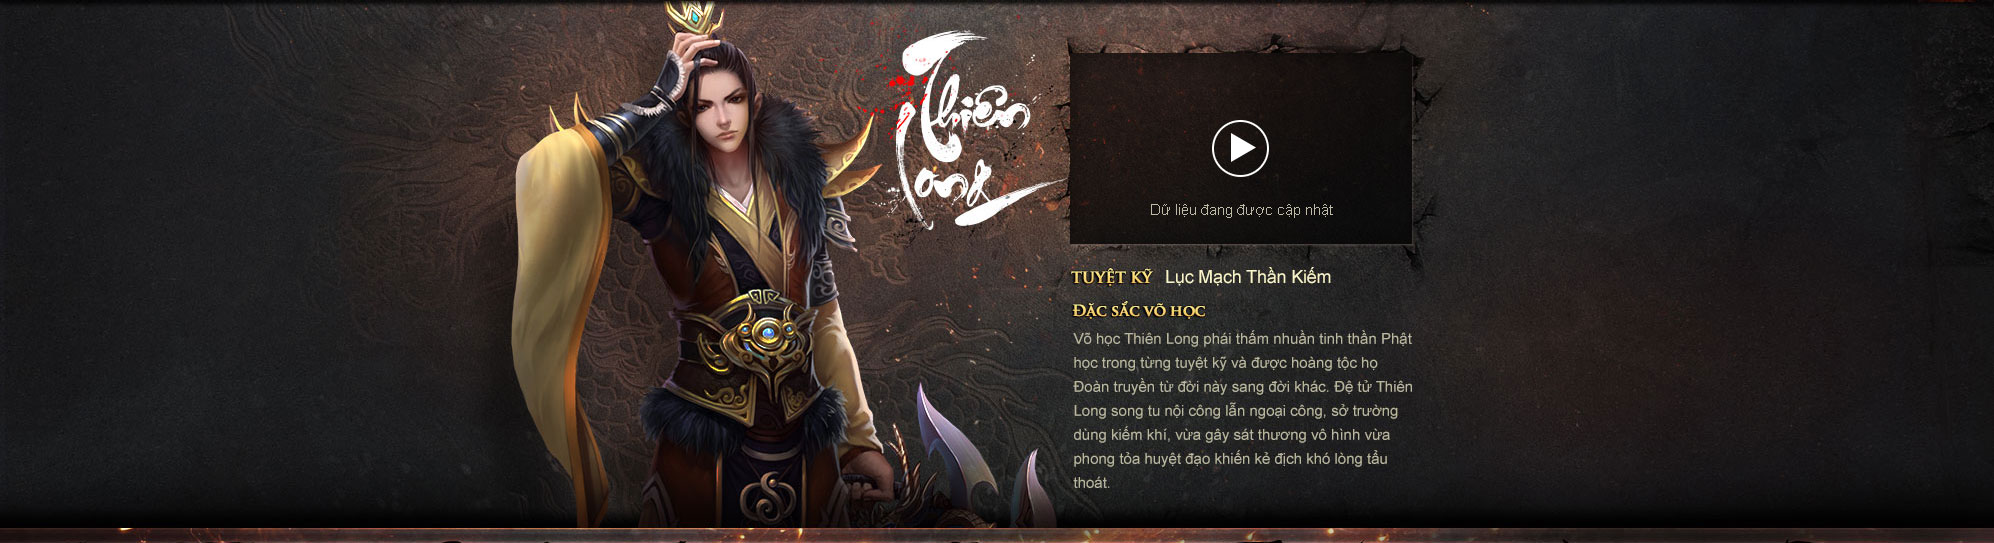 Thiên
Long
Dữ liệu đang được cập nhật
TUYỆT KỸ Lục Mạch Thần Kiếm
ĐẶC SẮC VÕ HỌC
Võ học Thiên Long phái thấm nhuần tinh thần Phật
học trong từng tuyệt kỹ và được hoàng tộc họ
Đoàn truyền từ đời này sang đời khác. Đệ tử Thiên
Long song tu nội công lẫn ngoại công, sở trường
dùng kiếm khí, vừa gây sát thương vô hình vừa
phong tỏa huyệt đạo khiến kẻ địch khó lòng tẩu
thoát.